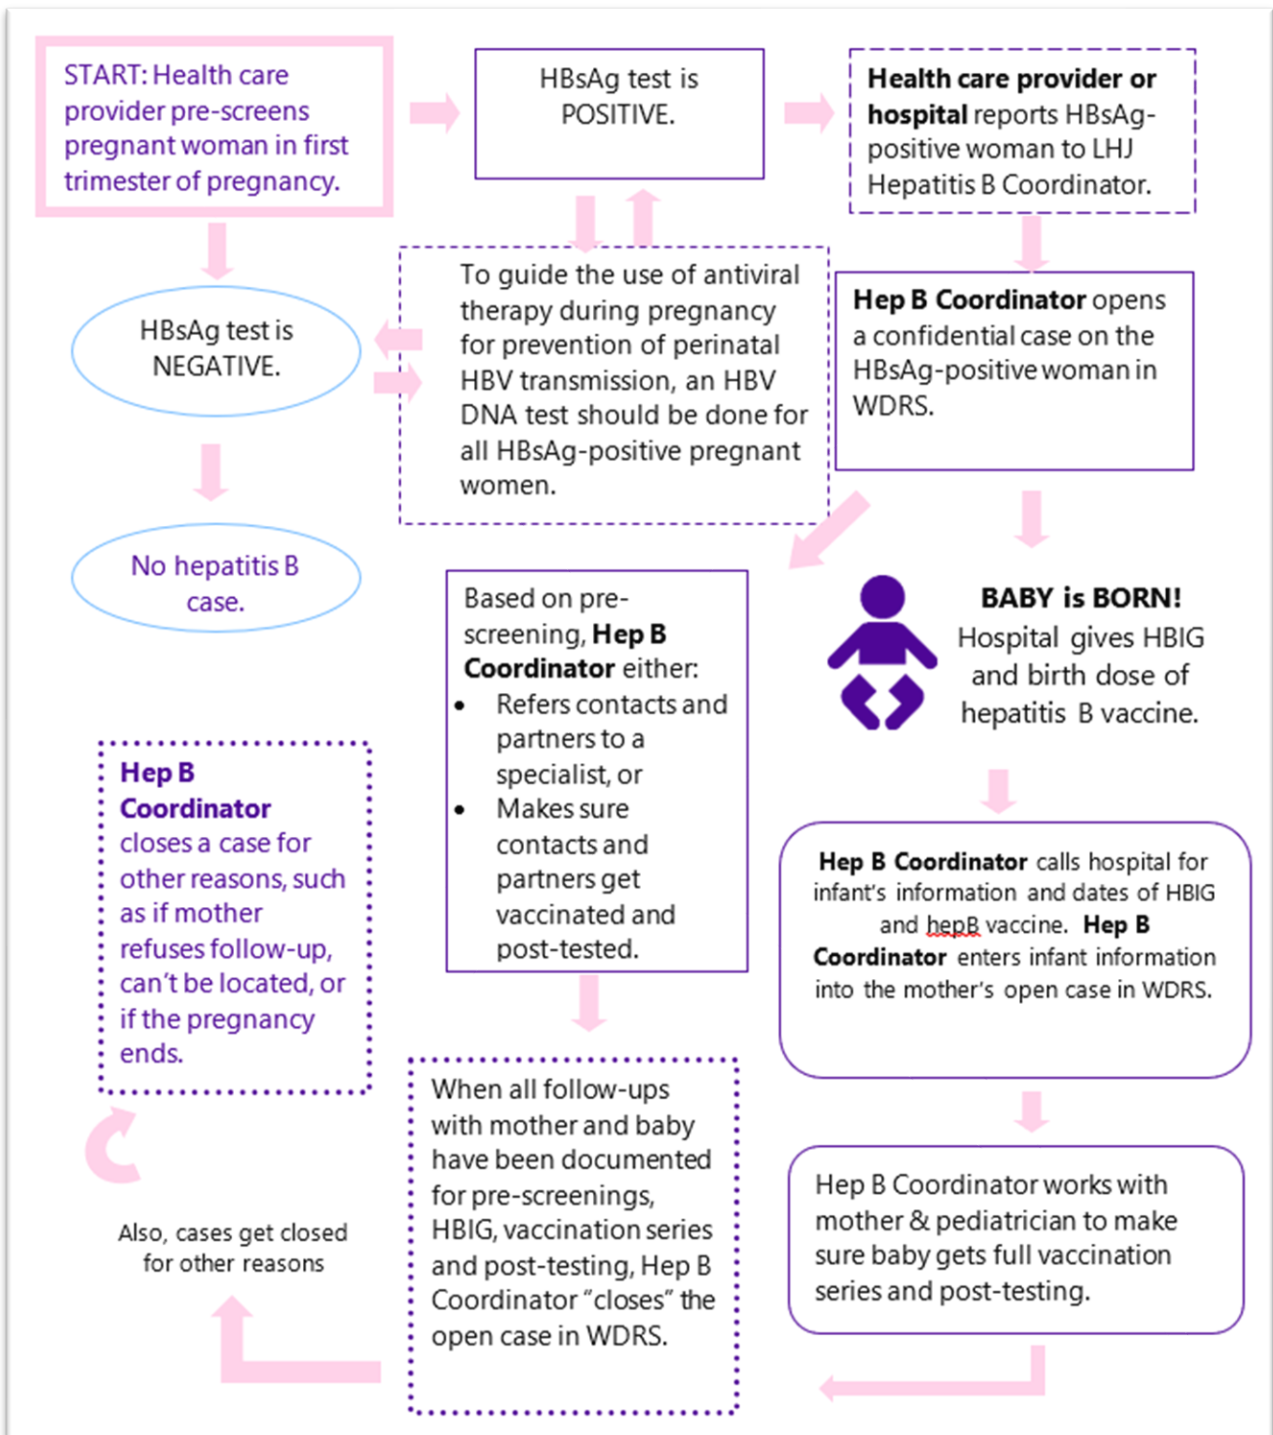 START: Health care
provider pre-screens
pregnant woman in first
trimester of pregnancy.
HBsAg test is
POSITIVE.
Health care provider or
hospital reports HBsAg-
positive woman to LHJ
Hepatitis B Coordinator.
HBsAg test is
NEGATIVE.
To guide the use of antiviral
therapy during pregnancy
for prevention of perinatal
HBV transmission, an HBV
DNA test should be done for
all HBsAg-positive pregnant
women.
Hep B Coordinator opens
a confidential case on the
HBsAg-positive woman in
WDRS.
No hepatitis B
case.
Based on pre-
screening, Hep B
Coordinator either:
• Refers contacts and
partners to a
specialist, or
• Makes sure
contacts and
partners get
vaccinated and
post-tested.
BABY is BORN!
Hospital gives HBIG
and birth dose of
hepatitis B vaccine.
Hep B
Coordinator
closes a case for
other reasons, such
as if mother
refuses follow-up,
can't be located, or
if the pregnancy
ends.
Hep B Coordinator calls hospital for
infant's information and dates of HBIG
and hepB vaccine. Hep B
Coordinator enters infant information
into the mother's open case in WDRS.
When all follow-ups
with mother and baby
have been documented
for pre-screenings,
HBIG, vaccination series
and post-testing, Hep B
Coordinator “closes” the
open case in WDRS.
Hep B Coordinator works with
mother & pediatrician to make
sure baby gets full vaccination
series and post-testing.
Also, cases get closed
for other reasons